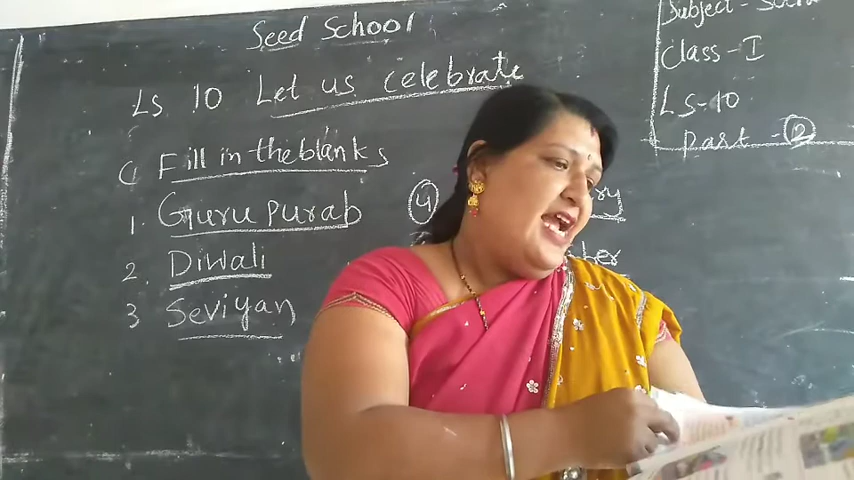 Seed School
Subject -
Class - I
Ls - 10
Part - 2
Ls 10 Let us celebrate
C Fill in the blanks
1. Guru purab
4
2. Diwali
3 Seviyan